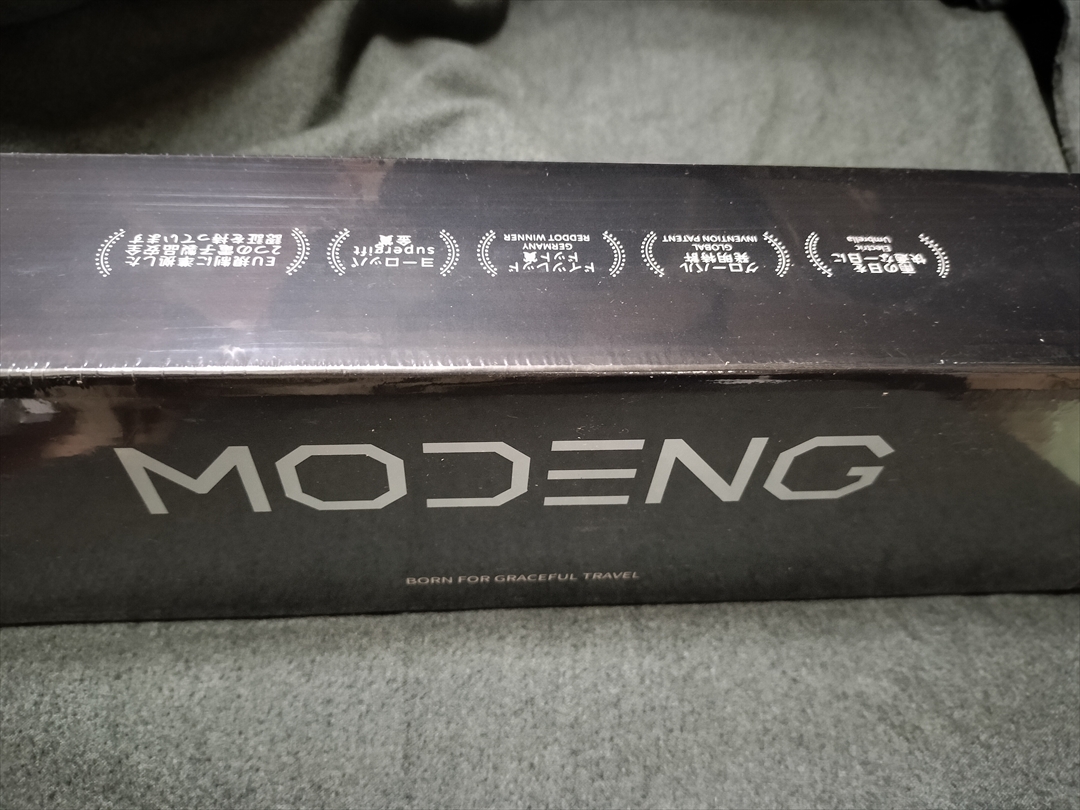 雨の日を
快適な一日に
Electric
Umbrella
グローバル
発明特許
GLOBAL
INVENTION PATENT
ドイツレッド
ドット賞
GERMANY
REDDOT WINNER
ヨーロッパ
supergift
金賞
EU規制に準拠した
2つの電子製品安全
認証を持っています
MODENG
BORN FOR GRACEFUL TRAVEL